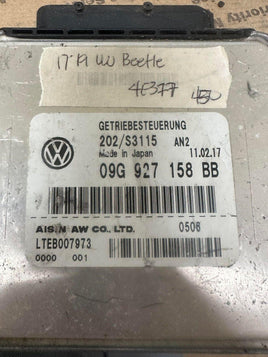 17-19 VW Beetle
4E377
450
GETRIEBESTEUERUNG
202/S3115 AN2
Made in Japan 11.02.17
09G 927 158 BB
AISIN AW CO., LTD. 0506
LTEB007973
0000 001